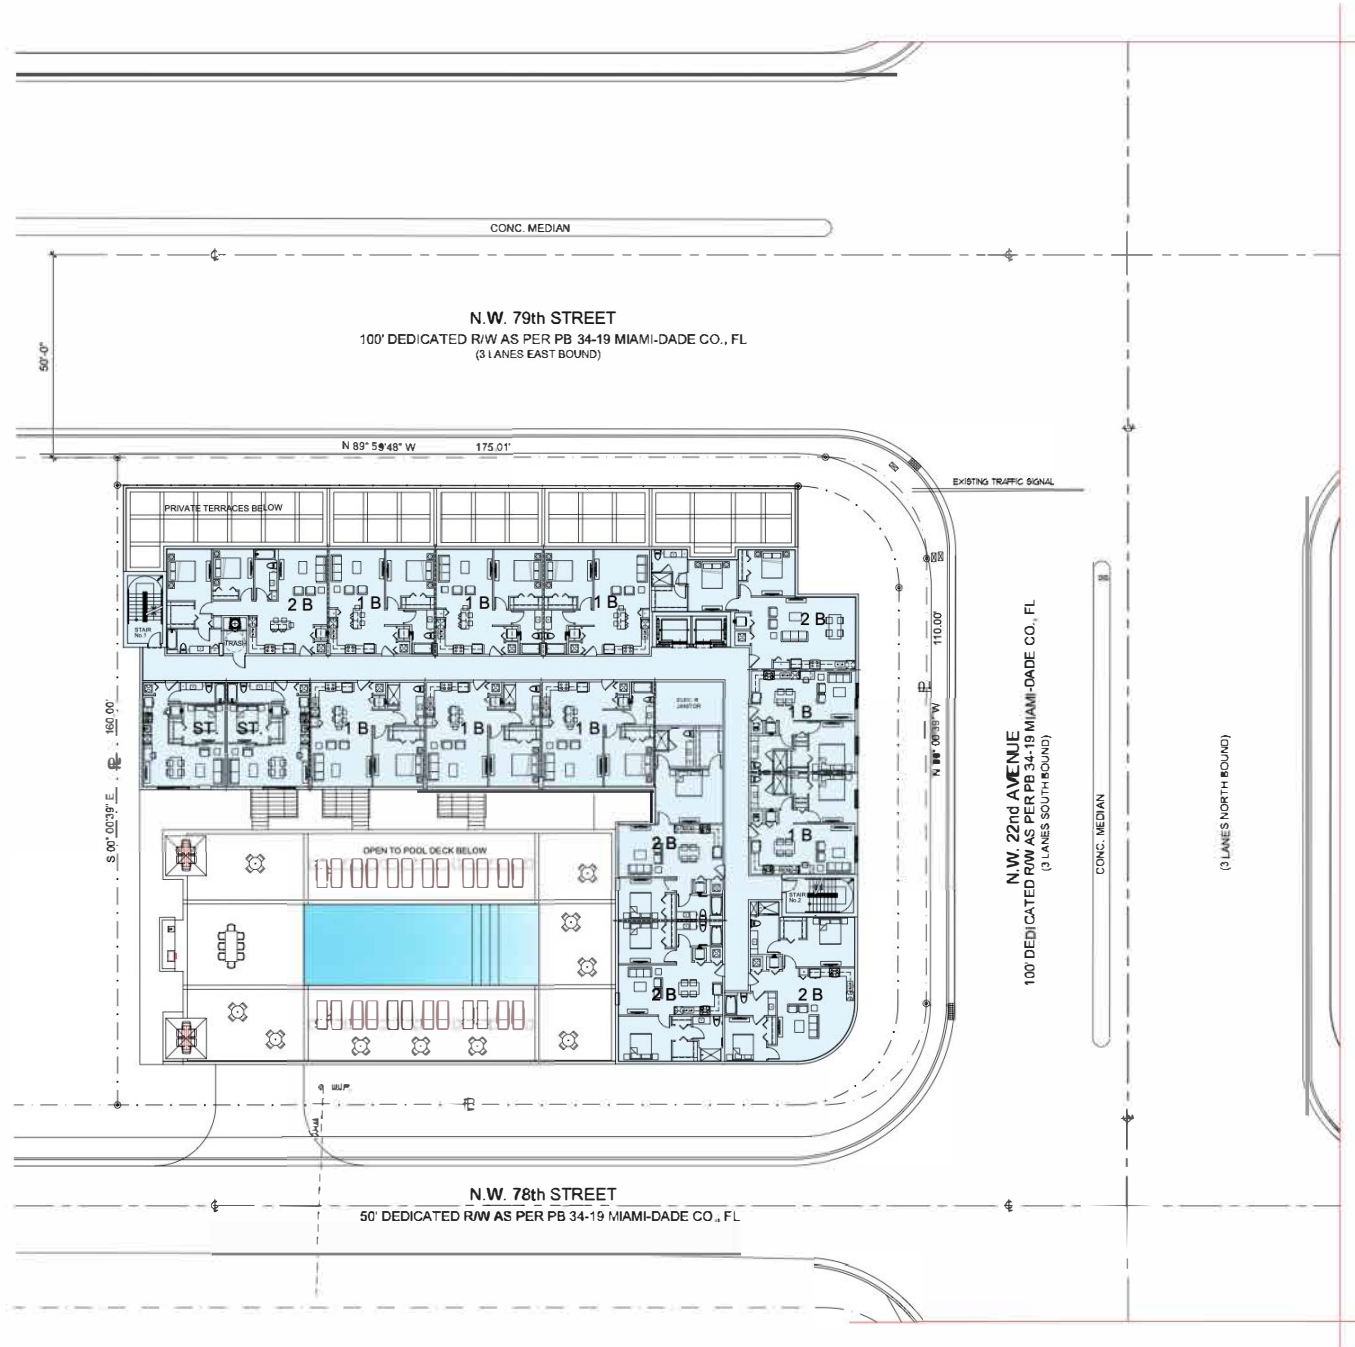 CONC. MEDIAN
N.W. 79th STREET
100' DEDICATED R/W AS PER PB 34-19 MIAMI-DADE CO., FL
(3 LANES EAST BOUND)
50'-0"
N 89° 59'48" W 175.01'
EXISTING TRAFFIC SIGNAL
PRIVATE TERRACES BELOW
2 B
1 B
1 B
1 B
2 B
STAIR
No.1
TRASH
110.00'
S 00° 00'39" E 160.00'
ST.
ST.
1 B
1 B
1 B
ELEC. &
JANITOR
1 B
1 B
2 B
OPEN TO POOL DECK BELOW
STAIR
No.2
2 B
2 B
N.W. 22nd AVENUE
100' DEDICATED R/W AS PER PB 34-19 MIAMI-DADE CO., FL
(3 LANES SOUTH BOUND)
CONC. MEDIAN
(3 LANES NORTH BOUND)
N.W. 78th STREET
50' DEDICATED R/W AS PER PB 34-19 MIAMI-DADE CO., FL